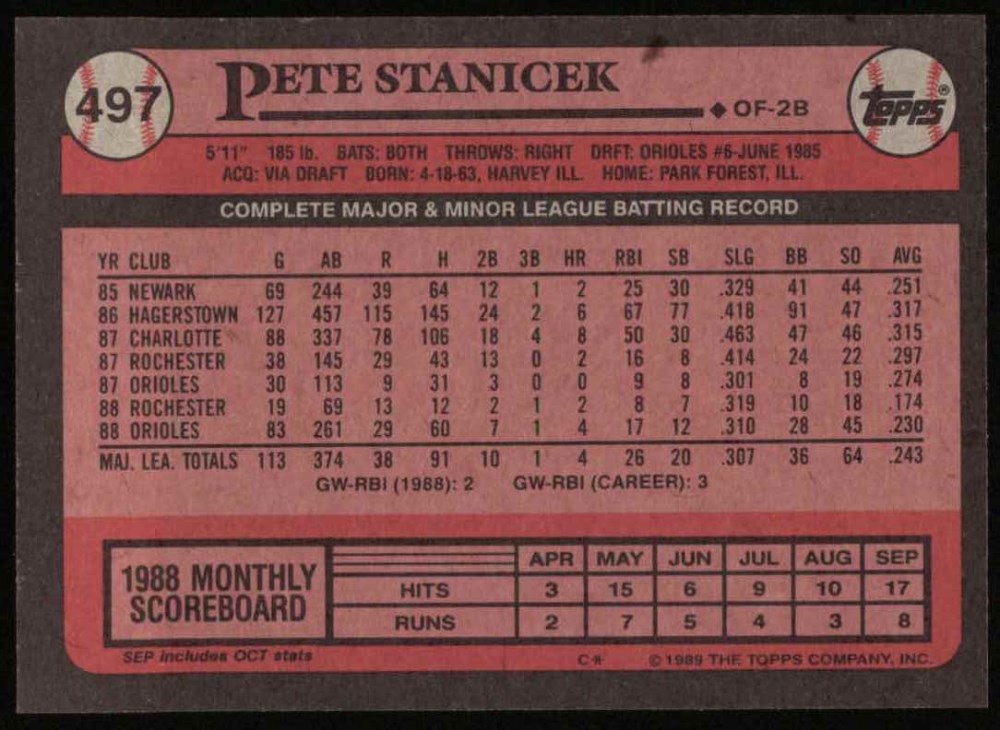 497
PETE STANICEK
◆ OF-2B
Topps®
5'11" 185 lb. BATS: BOTH THROWS: RIGHT DRFT: ORIOLES #6-JUNE 1985
ACQ: VIA DRAFT BORN: 4-18-63, HARVEY ILL. HOME: PARK FOREST, ILL.
COMPLETE MAJOR & MINOR LEAGUE BATTING RECORD
YR CLUB G AB R H 2B 3B HR RBI SB SLG BB SO AVG
85 NEWARK 69 244 39 64 12 1 2 25 30 .329 41 44 .251
86 HAGERSTOWN 127 457 115 145 24 2 6 67 77 .418 91 47 .317
87 CHARLOTTE 88 337 78 106 18 4 8 50 30 .463 47 46 .315
87 ROCHESTER 38 145 29 43 13 0 2 16 8 .414 24 22 .297
87 ORIOLES 30 113 9 31 3 0 0 9 8 .301 8 19 .274
88 ROCHESTER 19 69 13 12 2 1 2 8 7 .319 10 18 .174
88 ORIOLES 83 261 29 60 7 1 4 17 12 .310 28 45 .230
MAJ. LEA. TOTALS 113 374 38 91 10 1 4 26 20 .307 36 64 .243
GW-RBI (1988): 2 GW-RBI (CAREER): 3
1988 MONTHLY
SCOREBOARD
APR MAY JUN JUL AUG SEP
HITS 3 15 6 9 10 17
RUNS 2 7 5 4 3 8
SEP includes OCT stats
© 1989 THE TOPPS COMPANY, INC.